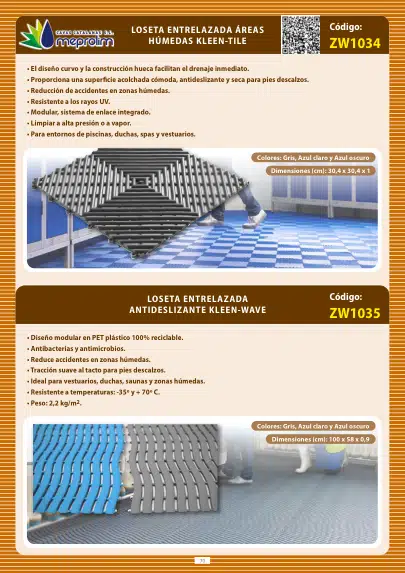 TAPAS CATALANAS S.L.
meprolim
LOSETA ENTRELAZADA ÁREAS
HÚMEDAS KLEEN-TILE
Código:
ZW1034
• El diseño curvo y la construcción hueca facilitan el drenaje inmediato.
• Proporciona una superficie acolchada cómoda, antideslizante y seca para pies descalzos.
• Reducción de accidentes en zonas húmedas.
• Resistente a los rayos UV.
• Modular, sistema de enlace integrado.
• Limpiar a alta presión o a vapor.
• Para entornos de piscinas, duchas, spas y vestuarios.
Colores: Gris, Azul claro y Azul oscuro
Dimensiones (cm): 30,4 x 30,4 x 1
LOSETA ENTRELAZADA
ANTIDESLIZANTE KLEEN-WAVE
Código:
ZW1035
• Diseño modular en PET plástico 100% reciclable.
• Antibacterias y antimicrobios.
• Reduce accidentes en zonas húmedas.
• Tracción suave al tacto para pies descalzos.
• Ideal para vestuarios, duchas, saunas y zonas húmedas.
• Resistente a temperaturas: -35º y + 70º C.
• Peso: 2,2 kg/m².
Colores: Gris, Azul claro y Azul oscuro
Dimensiones (cm): 100 x 58 x 0,9